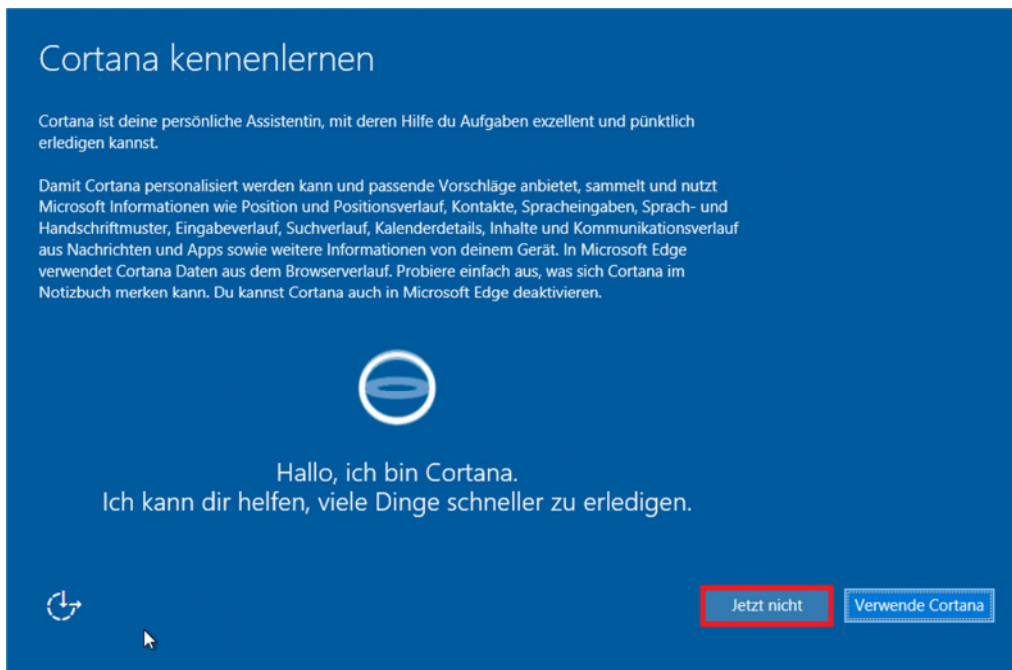 Cortana kennenlernen
Cortana ist deine persönliche Assistentin, mit deren Hilfe du Aufgaben exzellent und pünktlich
erledigen kannst.
Damit Cortana personalisiert werden kann und passende Vorschläge anbietet, sammelt und nutzt
Microsoft Informationen wie Position und Positionsverlauf, Kontakte, Spracheingaben, Sprach- und
Handschriftmuster, Eingabeverlauf, Suchverlauf, Kalenderdetails, Inhalte und Kommunikationsverlauf
aus Nachrichten und Apps sowie weitere Informationen von deinem Gerät. In Microsoft Edge
verwendet Cortana Daten aus dem Browserverlauf. Probiere einfach aus, was sich Cortana im
Notizbuch merken kann. Du kannst Cortana auch in Microsoft Edge deaktivieren.
Hallo, ich bin Cortana.
Ich kann dir helfen, viele Dinge schneller zu erledigen.
Jetzt nicht
Verwende Cortana